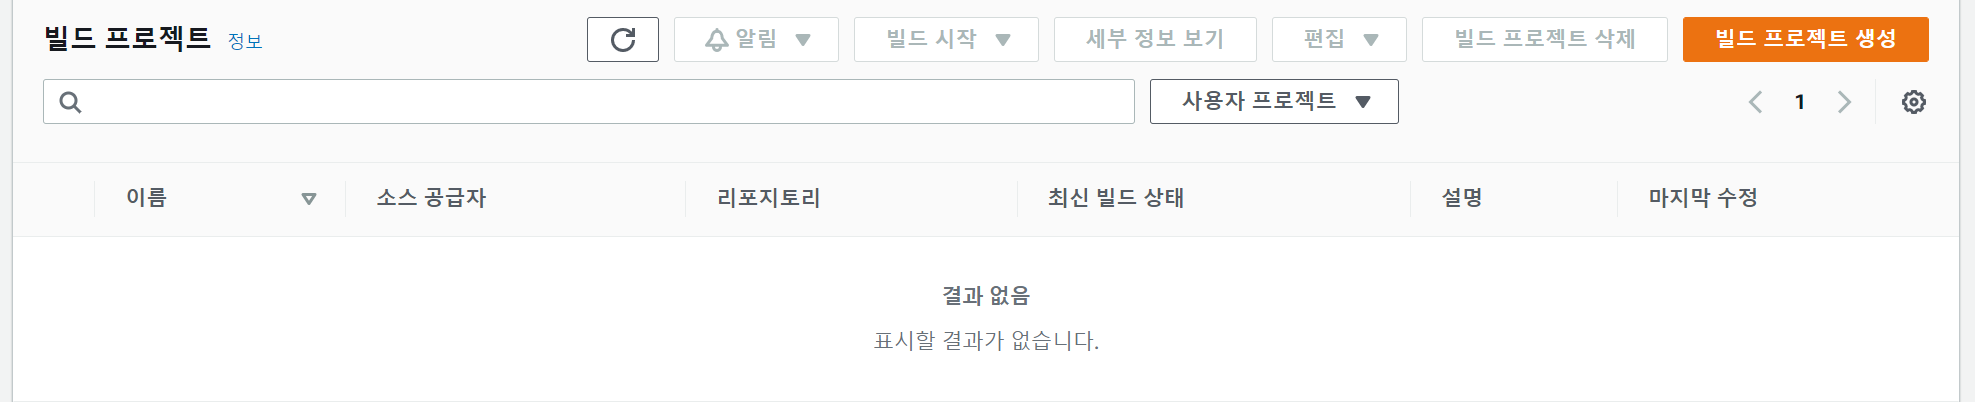 빌드 프로젝트 정보 알림 빌드 시작 세부 정보 보기 편집 빌드 프로젝트 삭제 빌드 프로젝트 생성
사용자 프로젝트 1
이름 소스 공급자 리포지토리 최신 빌드 상태 설명 마지막 수정
결과 없음
표시할 결과가 없습니다.